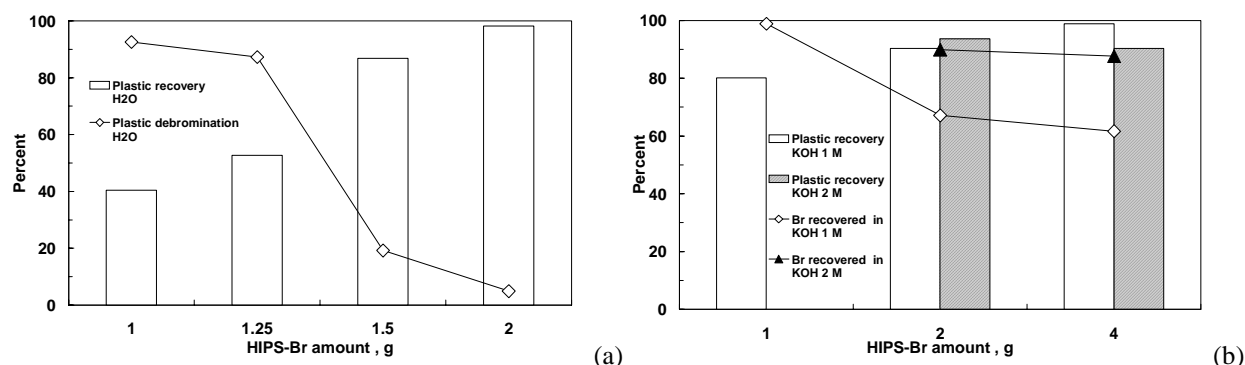 100
80
60
40
20
0
Percent
Plastic recovery
H2O
Plastic debromination
H2O
1 1.25 1.5 2
HIPS-Br amount , g
(a)
100
80
60
40
20
0
Percent
Plastic recovery
KOH 1 M
Plastic recovery
KOH 2 M
Br recovered in
KOH 1 M
Br recovered in
KOH 2 M
1 2 4
HIPS-Br amount , g
(b)